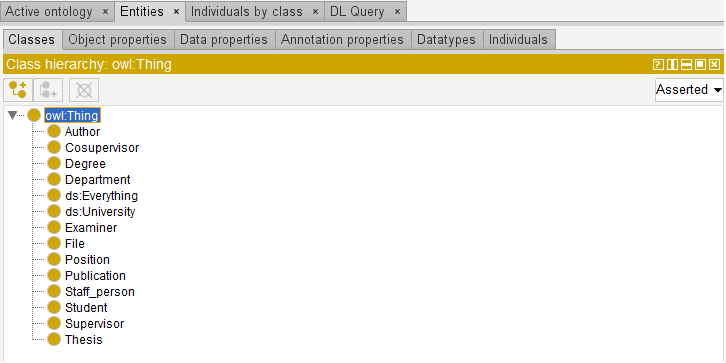 Active ontology × Entities × Individuals by class × DL Query ×
Classes Object properties Data properties Annotation properties Datatypes Individuals
Class hierarchy: owl:Thing
Asserted
owl:Thing
Author
Cosupervisor
Degree
Department
ds:Everything
ds:University
Examiner
File
Position
Publication
Staff_person
Student
Supervisor
Thesis